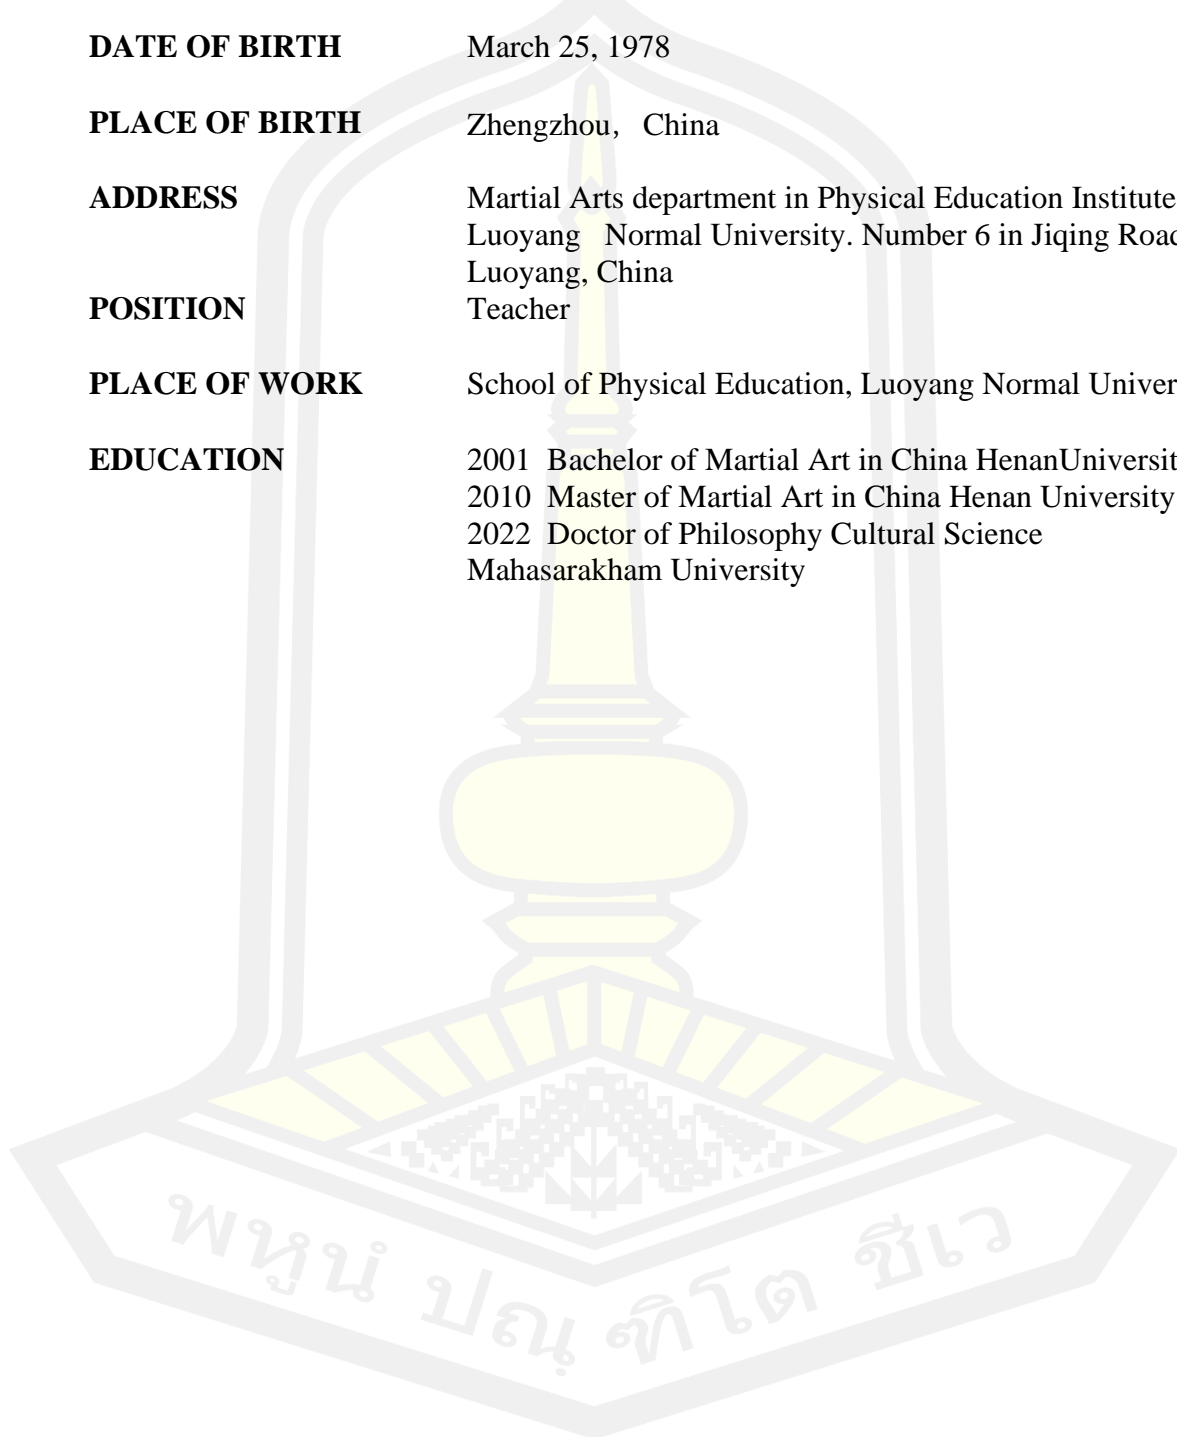 DATE OF BIRTH March 25, 1978
PLACE OF BIRTH Zhengzhou， China
ADDRESS Martial Arts department in Physical Education Institute
Luoyang Normal University. Number 6 in Jiqing Road
Luoyang, China
POSITION Teacher
PLACE OF WORK School of Physical Education, Luoyang Normal Univer
EDUCATION 2001 Bachelor of Martial Art in China HenanUniversit
2010 Master of Martial Art in China Henan University
2022 Doctor of Philosophy Cultural Science
Mahasarakham University
พหูนํ ปณฺฑิโต ชีเว